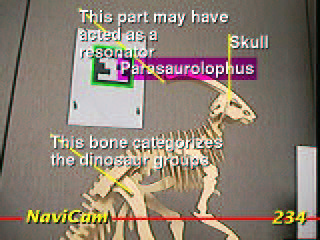 This part may have
acted as a
resonator
Skull
Parasaurolophus
This bone categorizes
the dinosaur groups
NaviCam
234